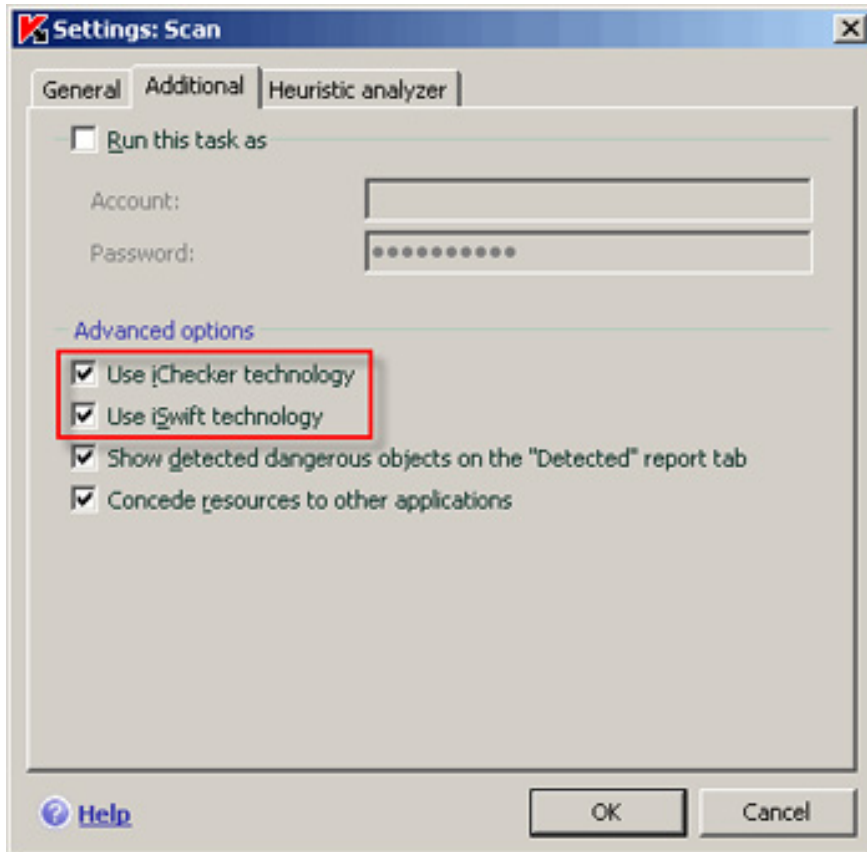 Settings: Scan
General Additional Heuristic analyzer
Run this task as
Account:
Password: ••••••••••
Advanced options
Use iChecker technology
Use iSwift technology
Show detected dangerous objects on the "Detected" report tab
Concede resources to other applications
Help OK Cancel